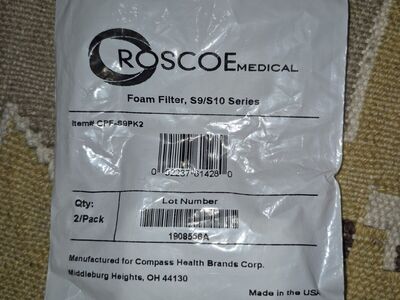 ROSCOE MEDICAL
Foam Filter, S9/S10 Series
Item# CPF-S9PK2
Qty:
2/Pack
Lot Number
1908536A
Manufactured for Compass Health Brands Corp.
Middleburg Heights, OH 44130
Made in the USA